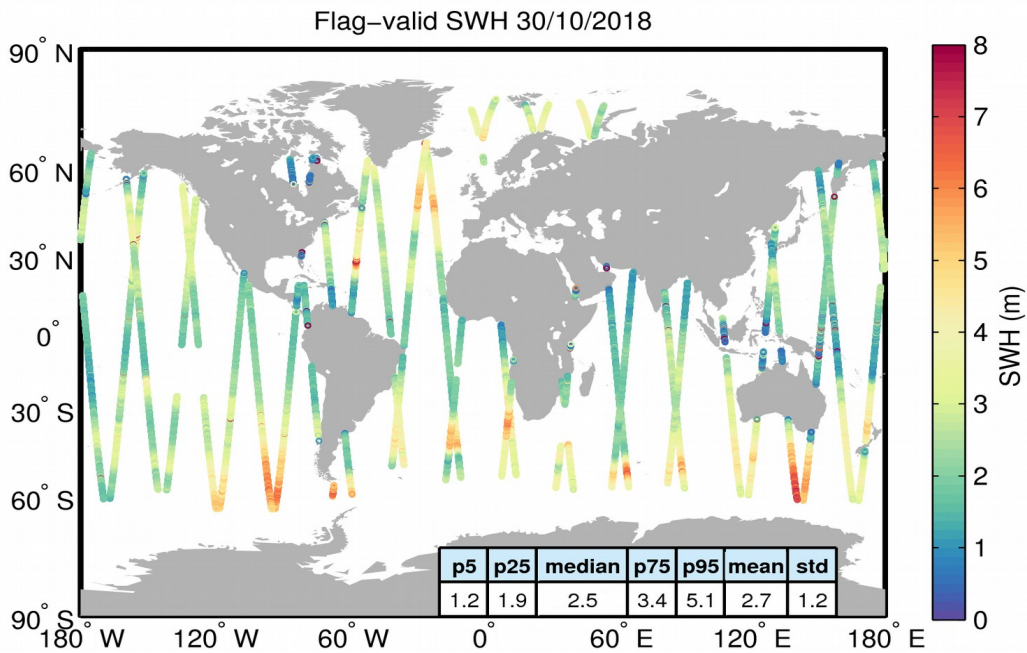 Flag−valid SWH 30/10/2018
90° N
60° N
30° N
0°
30° S
60° S
90° S
180° W
120° W
60° W
0°
60° E
120° E
180° E
p5 p25 median p75 p95 mean std
1.2 1.9 2.5 3.4 5.1 2.7 1.2
8
7
6
5
4
3
2
1
0
SWH (m)